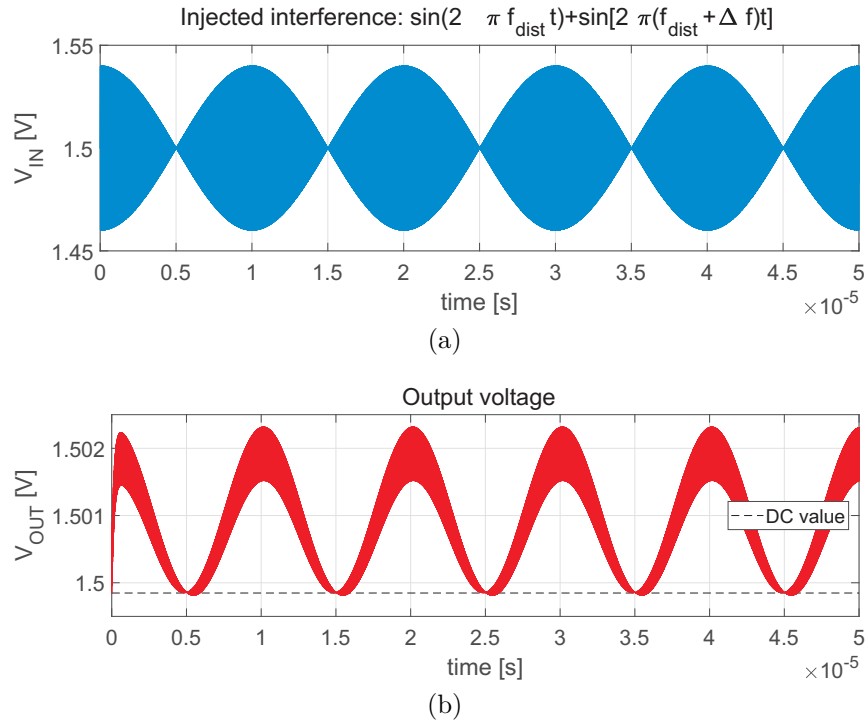 Injected interference: sin(2 π f_dist t)+sin[2 π(f_dist +Δ f)t]
1.55
1.5
1.45
V_IN [V]
0 0.5 1 1.5 2 2.5 3 3.5 4 4.5 5
time [s]
×10^-5
(a)
Output voltage
1.502
1.501
1.5
V_OUT [V]
DC value
0 0.5 1 1.5 2 2.5 3 3.5 4 4.5 5
time [s]
×10^-5
(b)